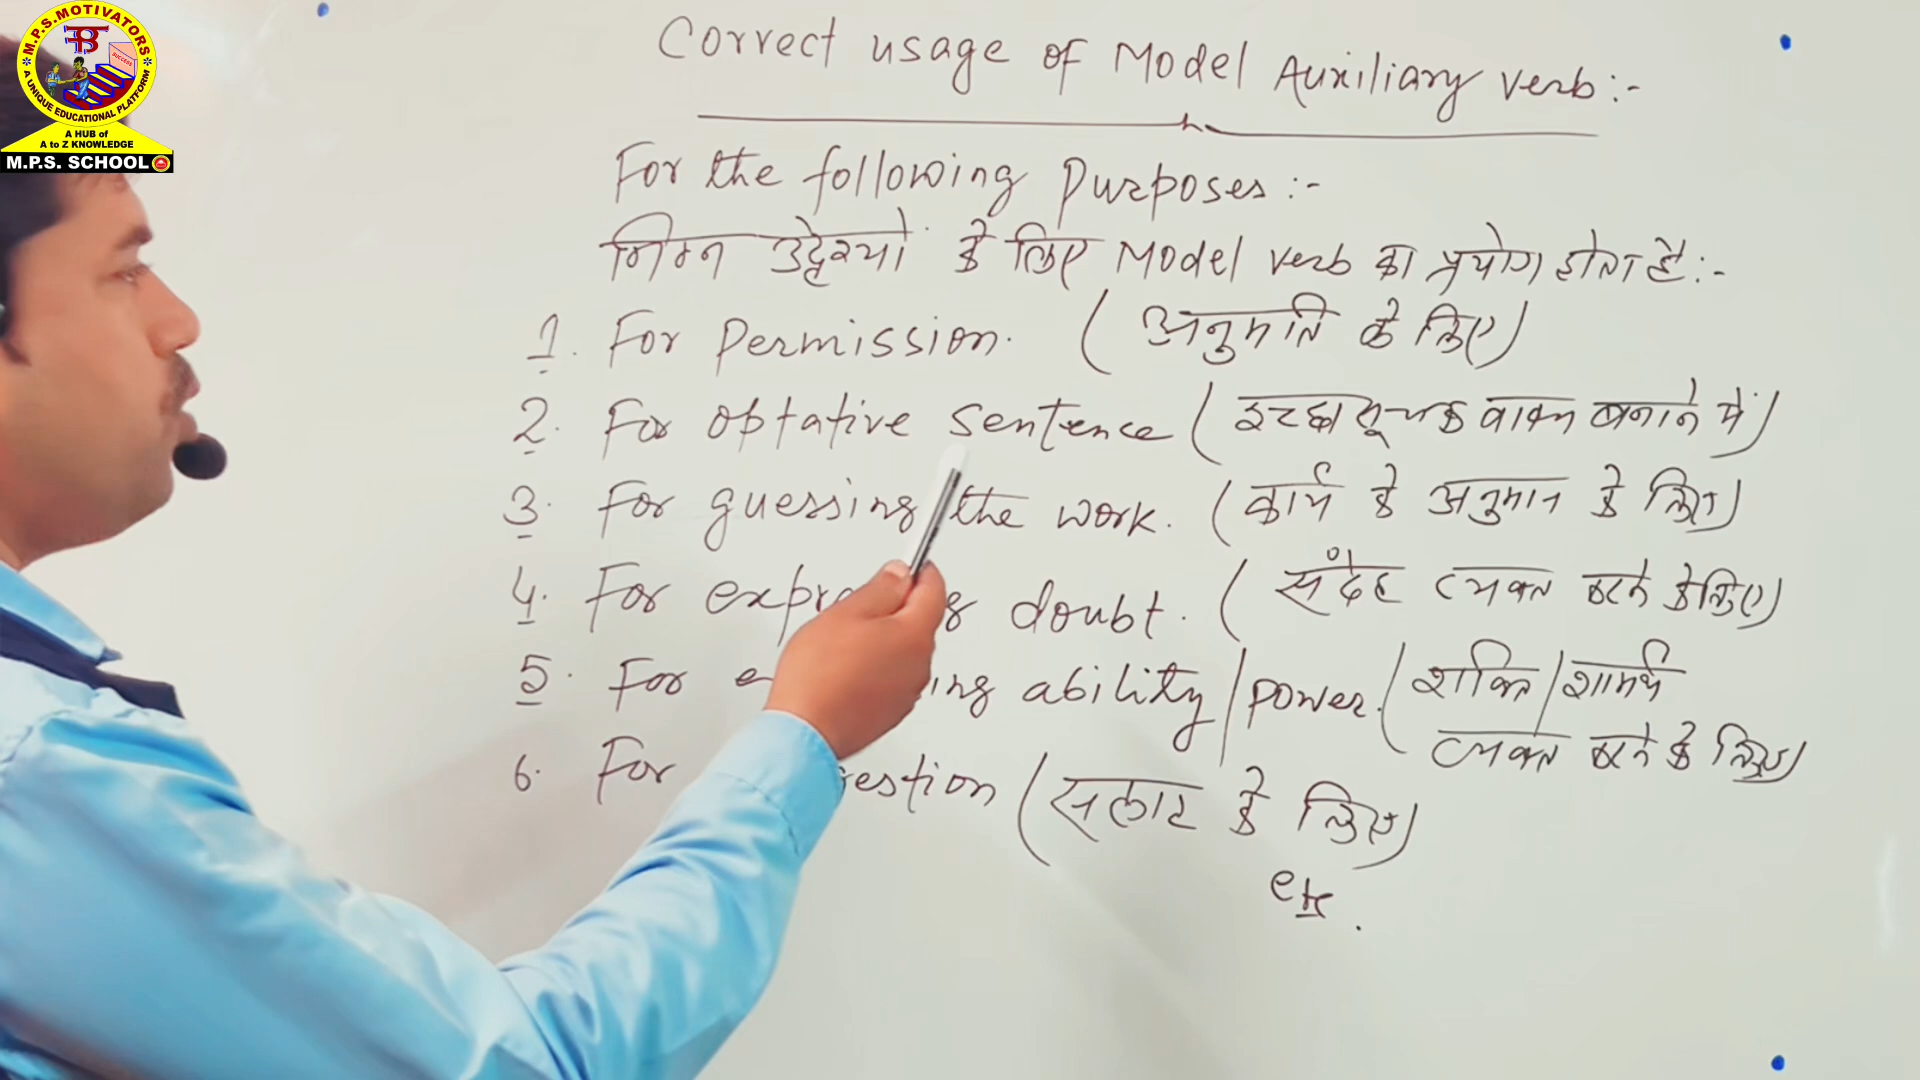 M.P.S.MOTIVATORS
SUCCESS
A UNIQUE EDUCATIONAL PLATFORM
A HUB of
A to Z KNOWLEDGE
M.P.S. SCHOOL
Correct usage of Model Auxiliary verb:-
For the following Purposes:-
निम्न उद्देश्यों के लिए Model verb का प्रयोग होता है:-
1. For Permission. (अनुमति के लिए)
2. For optative sentence (इच्छा सूचक वाक्य बनाने में)
3. For guessing the work. (कार्य के अनुमान के लिए)
4. For expr g doubt. (संदेह व्यक्त करने के लिए)
5. For e ing ability/power. (शक्ति/शामर्थ
व्यक्त करने के लिए)
6. For gestion (सलाह के लिए)
etc.